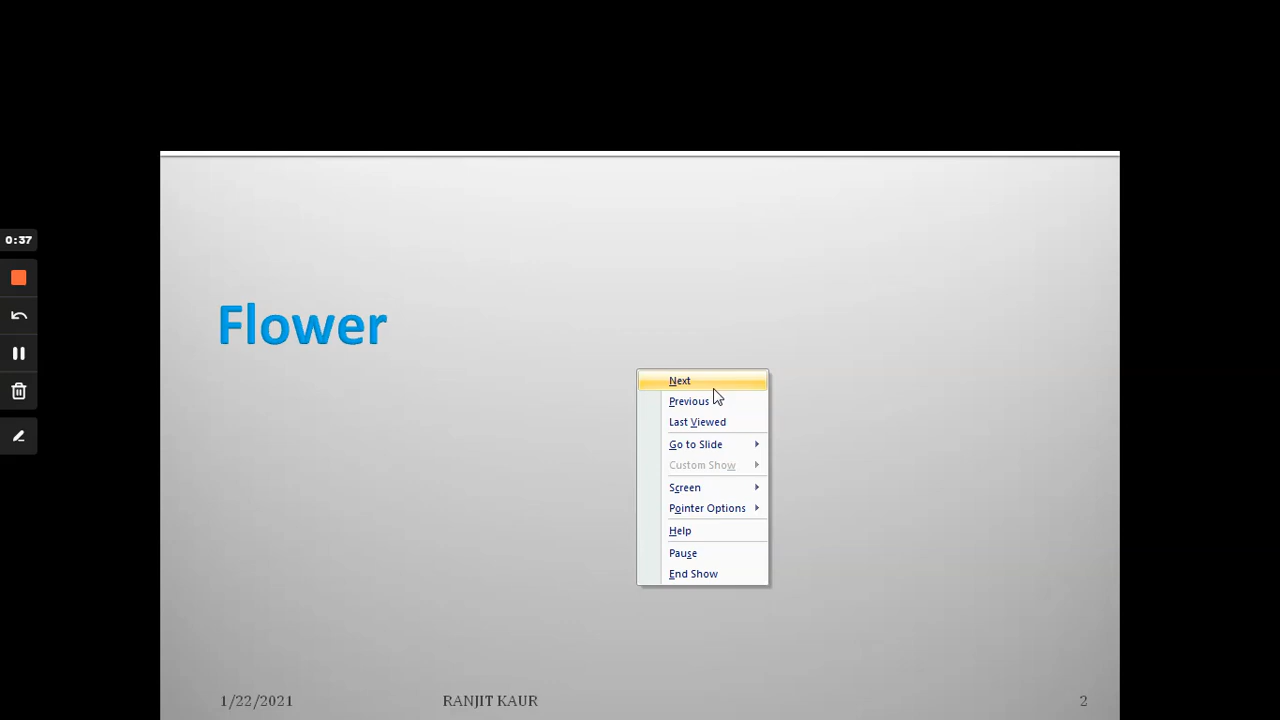 0:37
Flower
Next
Previous
Last Viewed
Go to Slide
Custom Show
Screen
Pointer Options
Help
Pause
End Show
1/22/2021 RANJIT KAUR 2